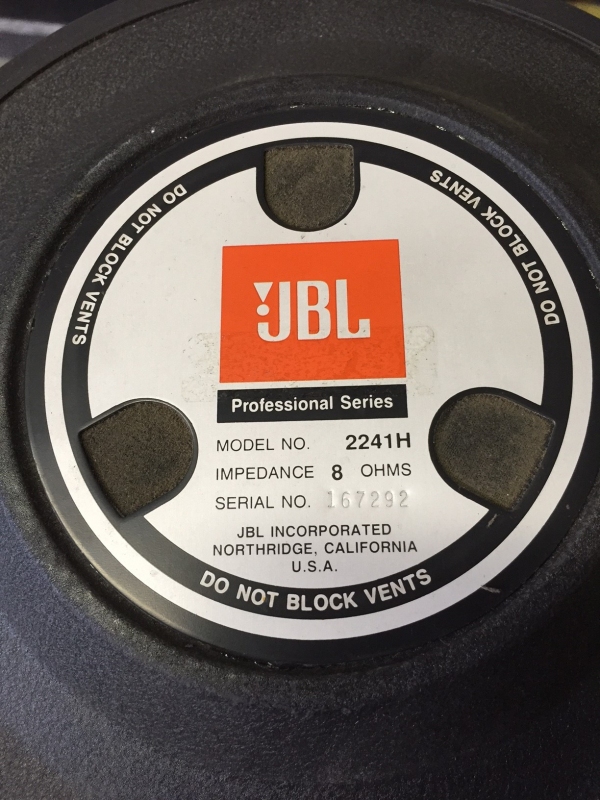 DO NOT BLOCK VENTS
DO NOT BLOCK VENTS
JBL
Professional Series
MODEL NO. 2241H
IMPEDANCE 8 OHMS
SERIAL NO. 167292
JBL INCORPORATED
NORTHRIDGE, CALIFORNIA
U.S.A.
DO NOT BLOCK VENTS